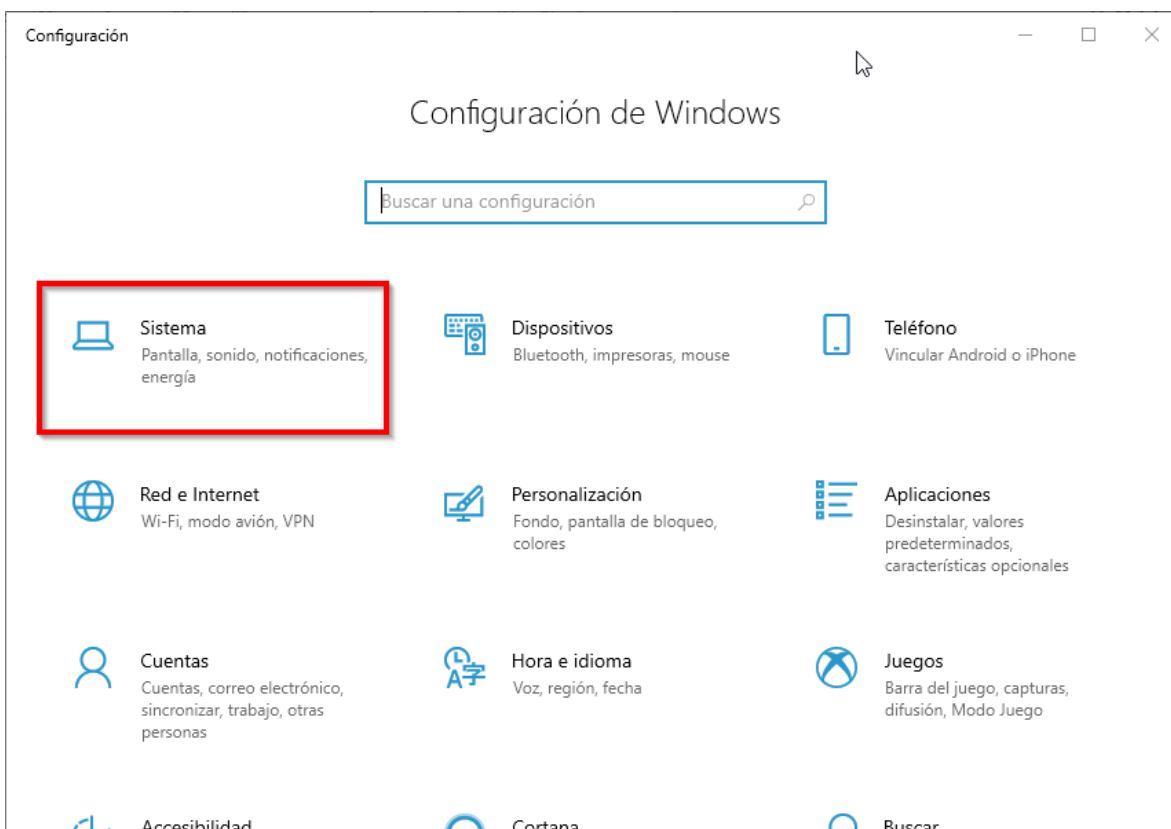 Configuración
Configuración de Windows
Buscar una configuración
Sistema
Pantalla, sonido, notificaciones,
energía
Dispositivos
Bluetooth, impresoras, mouse
Teléfono
Vincular Android o iPhone
Red e Internet
Wi-Fi, modo avión, VPN
Personalización
Fondo, pantalla de bloqueo,
colores
Aplicaciones
Desinstalar, valores
predeterminados,
características opcionales
Cuentas
Cuentas, correo electrónico,
sincronizar, trabajo, otras
personas
Hora e idioma
Voz, región, fecha
Juegos
Barra del juego, capturas,
difusión, Modo Juego
Accesibilidad
Cortana
Buscar